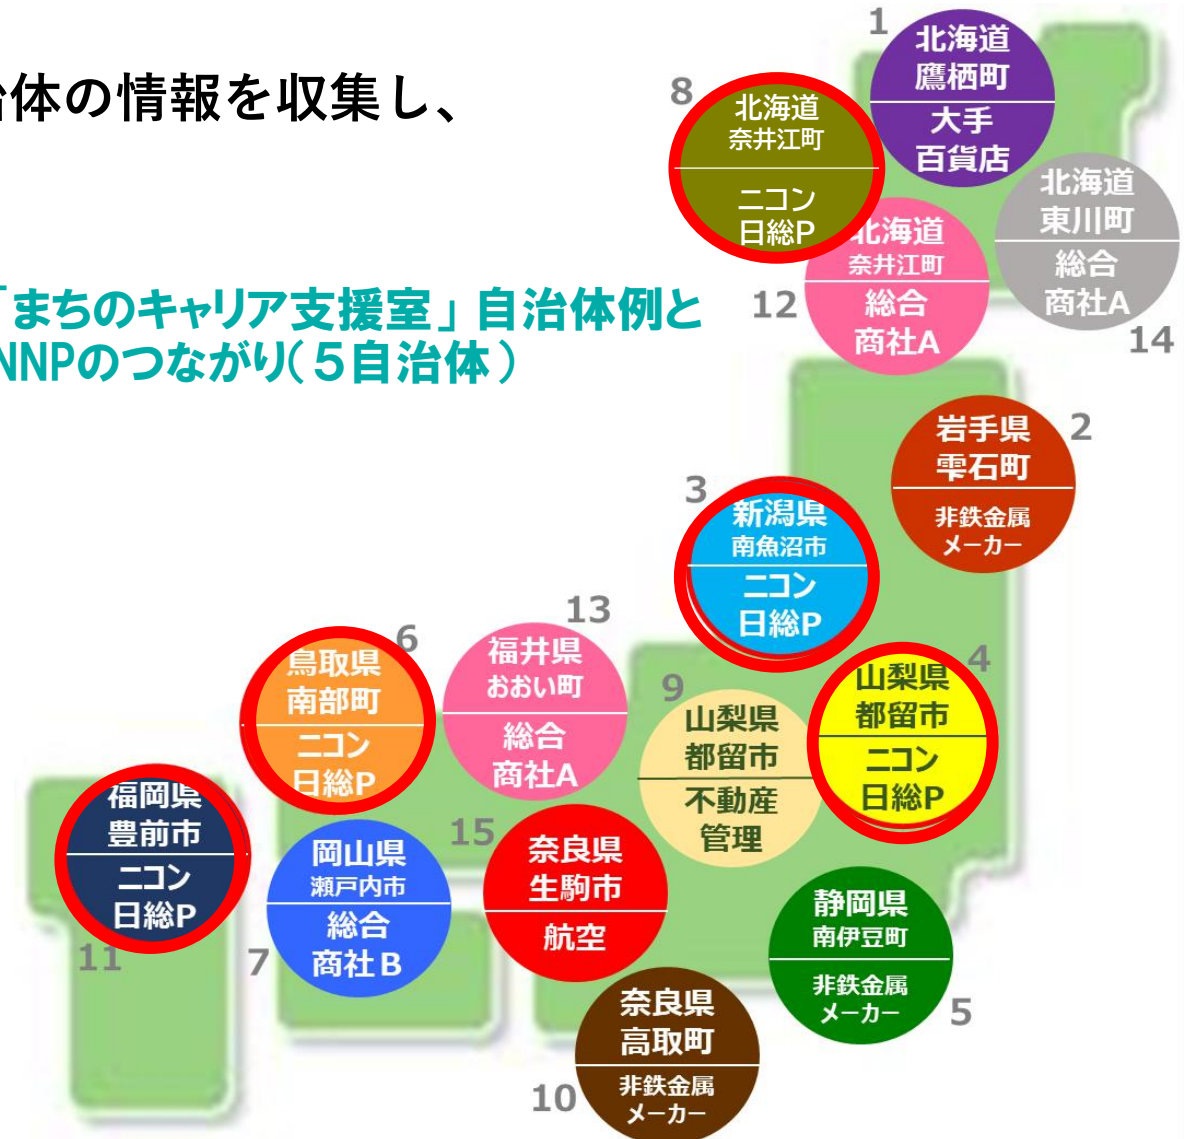 治体の情報を収集し、
「まちのキャリア支援室」自治体例と
NNPのつながり(5自治体)
1
北海道
鷹栖町
大手
百貨店
8
北海道
奈井江町
ニコン
日総P
北海道
東川町
総合
商社A
14
北海道
奈井江町
総合
商社A
12
岩手県
雫石町
非鉄金属
メーカー
2
3
新潟県
南魚沼市
ニコン
日総P
13
福井県
おおい町
総合
商社A
6
鳥取県
南部町
ニコン
日総P
4
山梨県
都留市
ニコン
日総P
9
山梨県
都留市
不動産
管理
福岡県
豊前市
ニコン
日総P
11
岡山県
瀬戸内市
総合
商社B
7
15
奈良県
生駒市
航空
静岡県
南伊豆町
非鉄金属
メーカー
5
奈良県
高取町
非鉄金属
メーカー
10